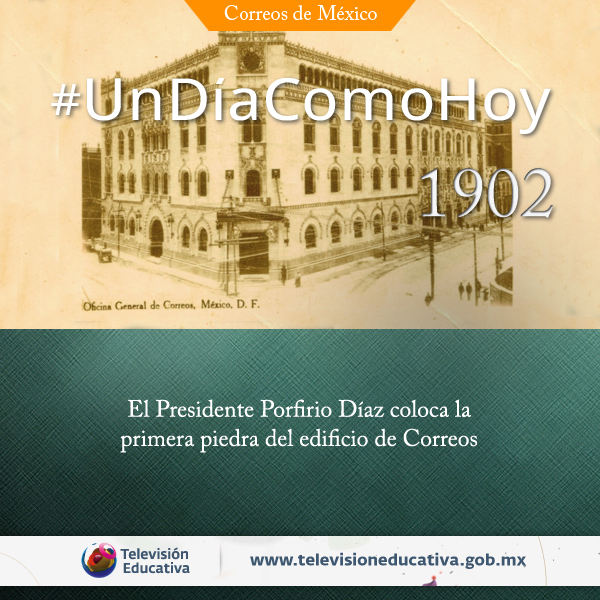 Correos de México
#UnDíaComoHoy
1902
Oficina General de Correos, México, D. F.
El Presidente Porfirio Díaz coloca la
primera piedra del edificio de Correos
Televisión
Educativa
www.televisioneducativa.gob.mx